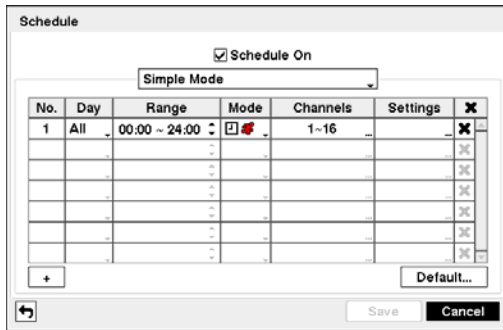 Schedule
Schedule On
Simple Mode
No. Day Range Mode Channels Settings
1 All 00:00 ~ 24:00 1~16 ...
+ Default...
Save Cancel